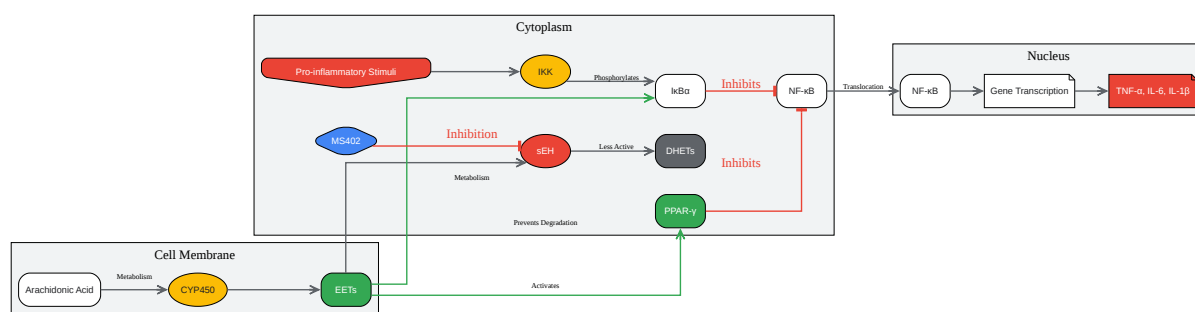 Cytoplasm
Nucleus
Pro-inflammatory Stimuli
IKK
Phosphorylates
IκBα
Inhibits
NF-κB
Translocation
NF-κB
Gene Transcription
TNF-α, IL-6, IL-1β
MS402
Inhibition
sEH
Less Active
DHETs
Inhibits
Metabolism
PPAR-γ
Prevents Degradation
Cell Membrane
Arachidonic Acid
Metabolism
CYP450
EETs
Activates